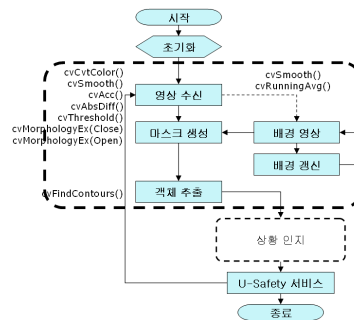 시작
초기화
cvCvtColor()
cvSmooth()
cvAcc()
cvAbsDiff()
cvThreshold()
cvMorphologyEx(Close)
cvMorphologyEx(Open)
영상 수신
cvSmooth()
cvRunningAvg()
마스크 생성
배경 영상
배경 갱신
cvFindContours()
객체 추출
상황 인지
U-Safety 서비스
종료